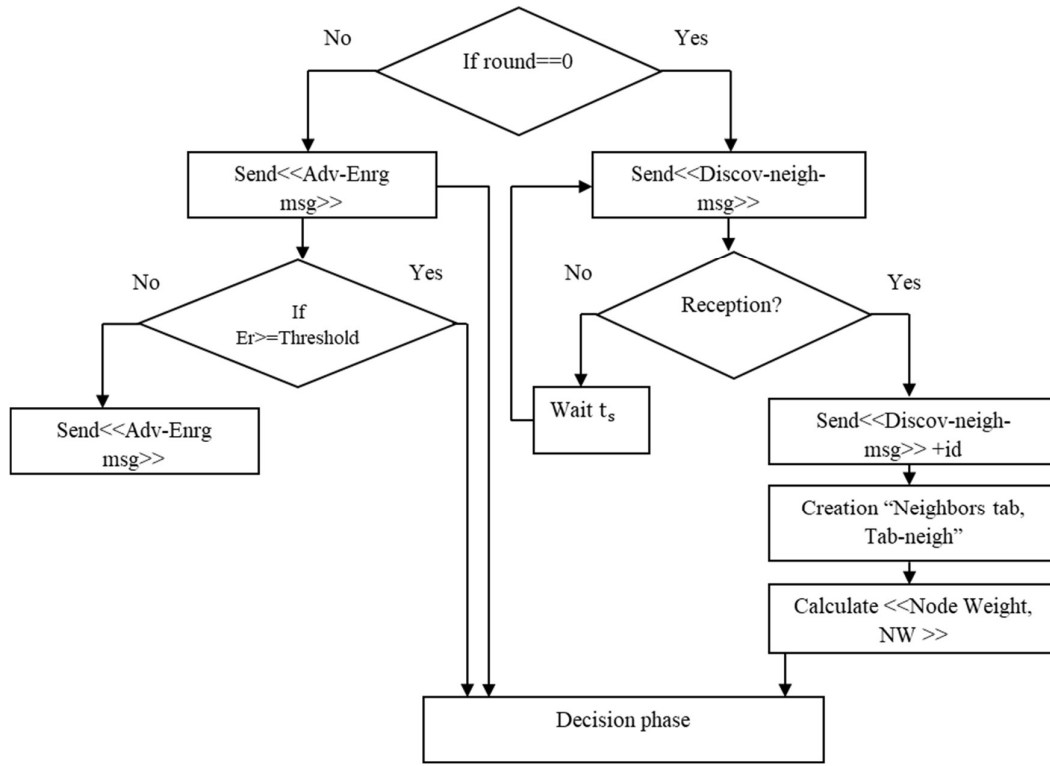 No
Yes
If round==0
Send<<Adv-Enrg
msg>>
Send<<Discov-neigh-
msg>>
No
Yes
If
Er>=Threshold
No
Yes
Reception?
Send<<Adv-Enrg
msg>>
Wait ts
Send<<Discov-neigh-
msg>> +id
Creation “Neighbors tab,
Tab-neigh”
Calculate <<Node Weight,
NW >>
Decision phase